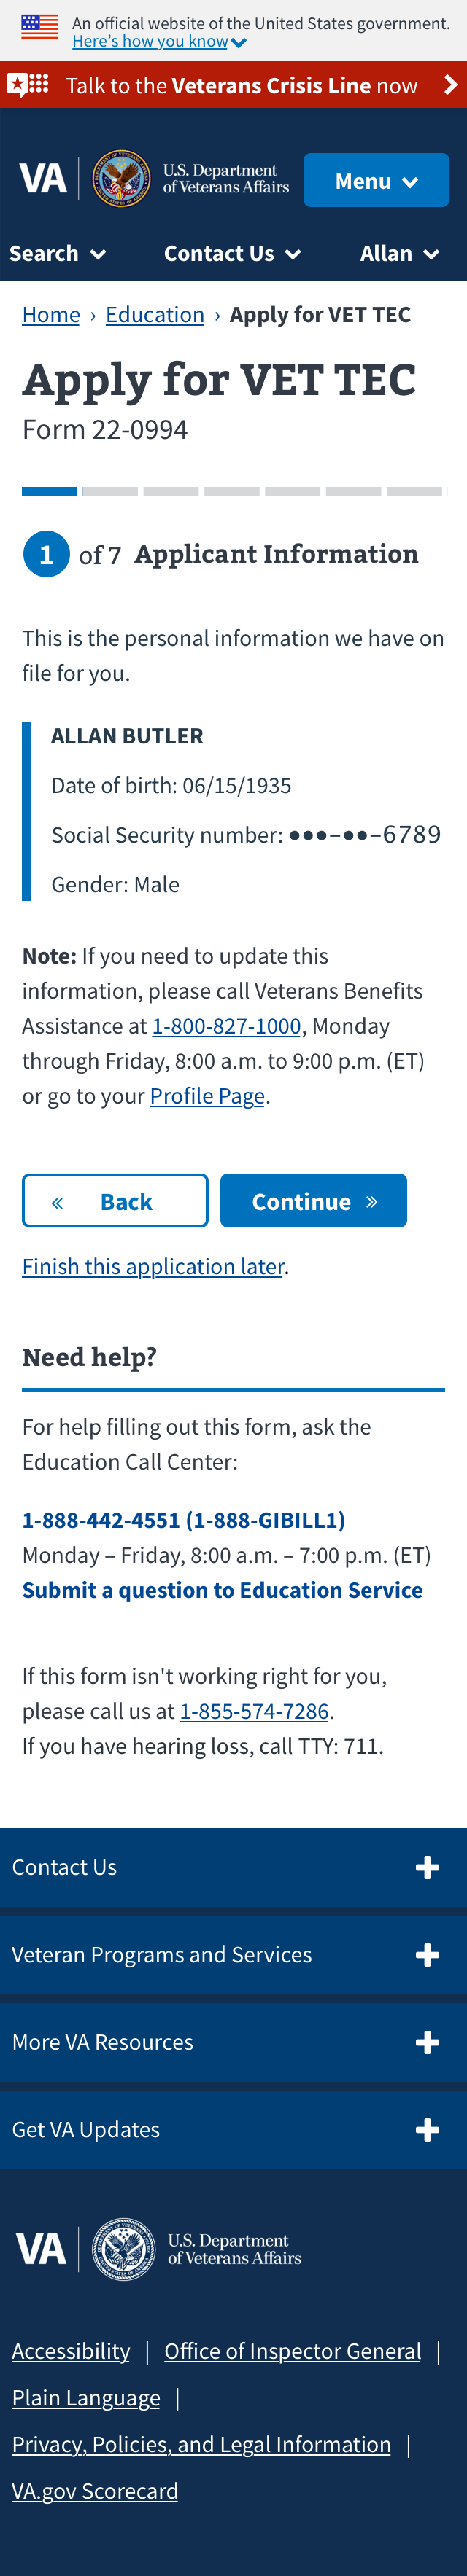 An official website of the United States government.
Here's how you know
Talk to the Veterans Crisis Line now
VA
U.S. Department
of Veterans Affairs
Menu
Search
Contact Us
Allan
Home › Education › Apply for VET TEC
Apply for VET TEC
Form 22-0994
1 of 7 Applicant Information
This is the personal information we have on
file for you.
ALLAN BUTLER
Date of birth: 06/15/1935
Social Security number: ●●●–●●–6789
Gender: Male
Note: If you need to update this
information, please call Veterans Benefits
Assistance at 1-800-827-1000, Monday
through Friday, 8:00 a.m. to 9:00 p.m. (ET)
or go to your Profile Page.
« Back
Continue »
Finish this application later.
Need help?
For help filling out this form, ask the
Education Call Center:
1-888-442-4551 (1-888-GIBILL1)
Monday – Friday, 8:00 a.m. – 7:00 p.m. (ET)
Submit a question to Education Service
If this form isn't working right for you,
please call us at 1-855-574-7286.
If you have hearing loss, call TTY: 711.
Contact Us
Veteran Programs and Services
More VA Resources
Get VA Updates
VA
U.S. Department
of Veterans Affairs
Accessibility | Office of Inspector General |
Plain Language |
Privacy, Policies, and Legal Information |
VA.gov Scorecard